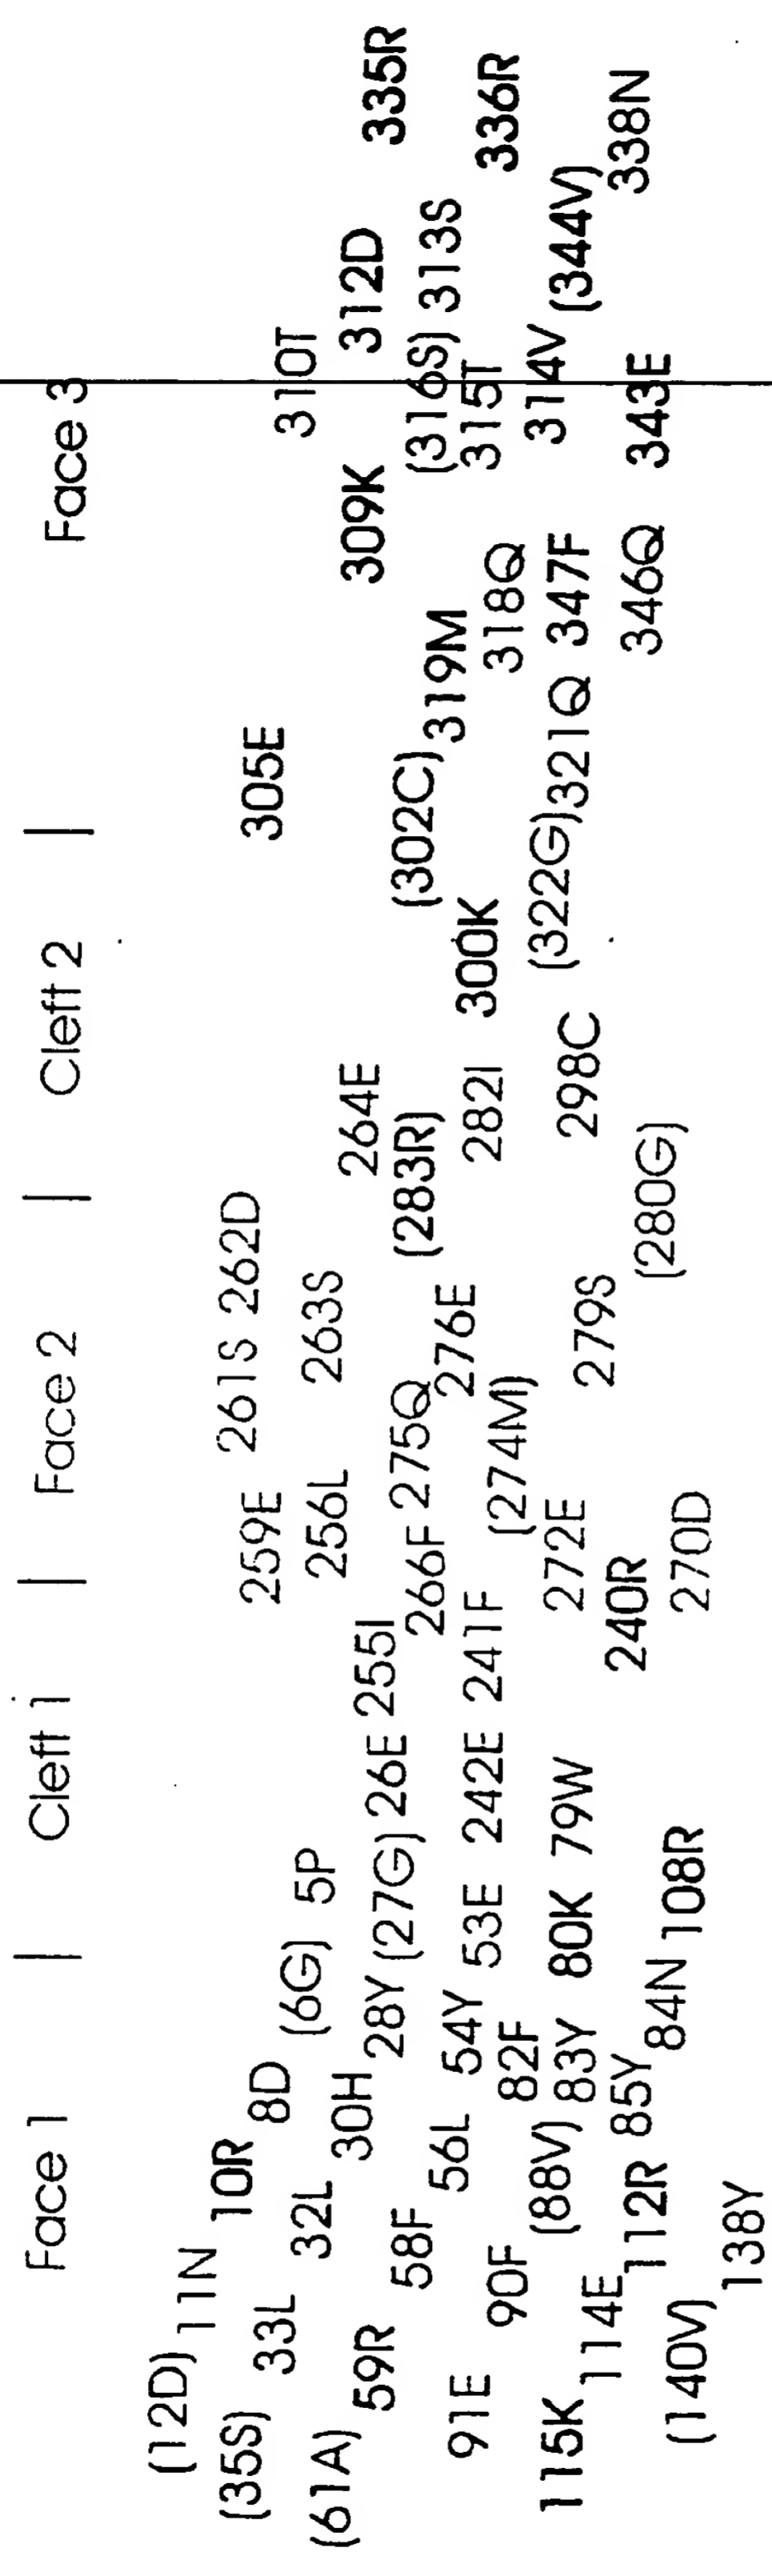 Face 1 | Cleft 1 | Face 2 | Cleft 2 | Face 3
(12D) 11N 10R 8D (6G) 5P 259E 261S 262D 305E 310T
(35S) 33L 32L 30H 28Y (27G) 26E 255I 256L 263S 264E 309K 312D 335R
(61A) 59R 58F 56L 54Y 53E 242E 241F 266F 275Q 276E (283R) 282I 300K (302C) 319M (316S) 313S
91E 90F (88V) 82F 83Y 80K 79W 272E (274M) 279S 298C (322G) 321Q 318Q 347F 315T 314V (344V) 336R
115K 114E 112R 85Y 84N 108R 240R 270D (280G) 346Q 343E 338N
(140V) 138Y